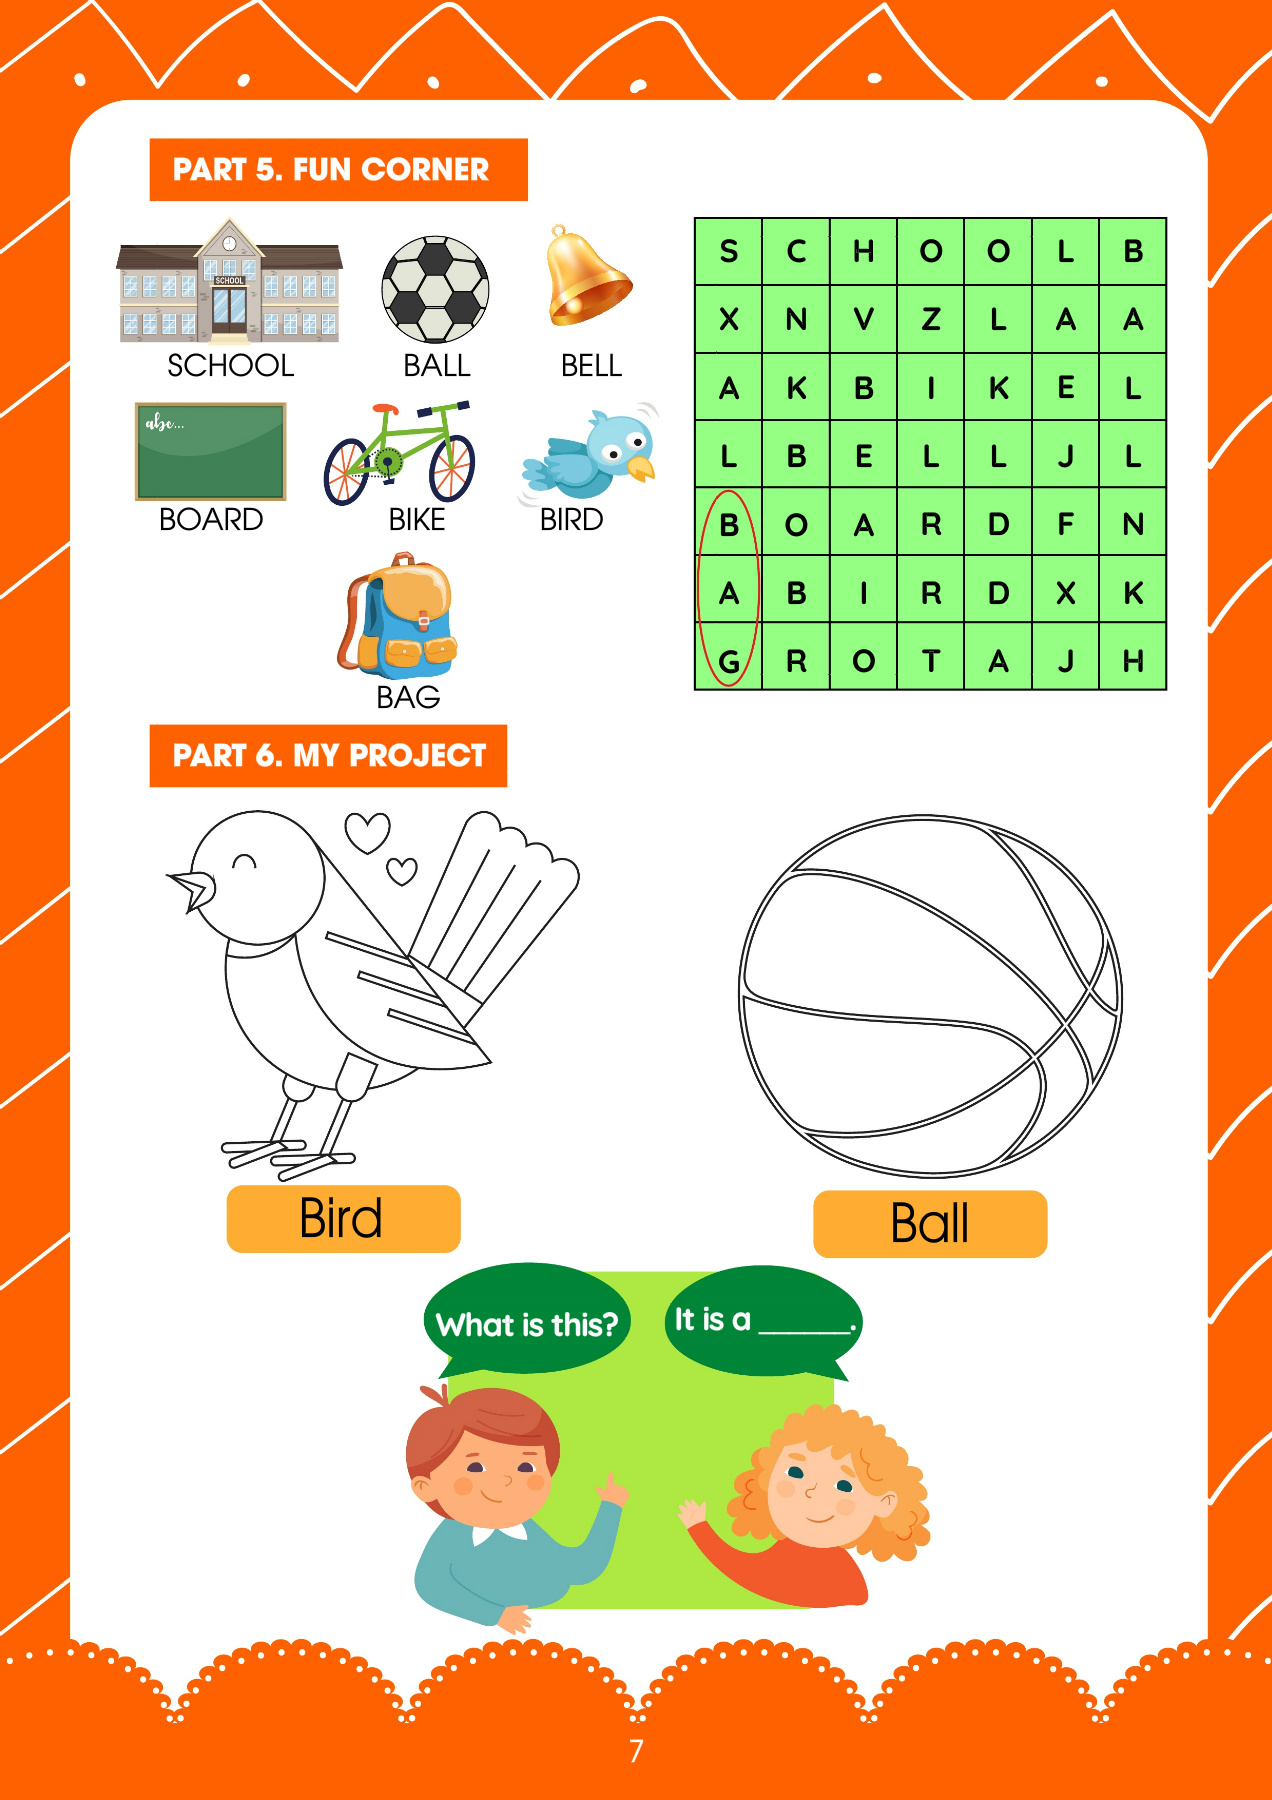 PART 5. FUN CORNER
SCHOOL
SCHOOL BALL BELL
abc...
BOARD BIKE BIRD
BAG
S C H O O L B
X N V Z L A A
A K B I K E L
L B E L L J L
B O A R D F N
A B I R D X K
G R O T A J H
PART 6. MY PROJECT
Bird
Ball
What is this?
It is a ______.
7